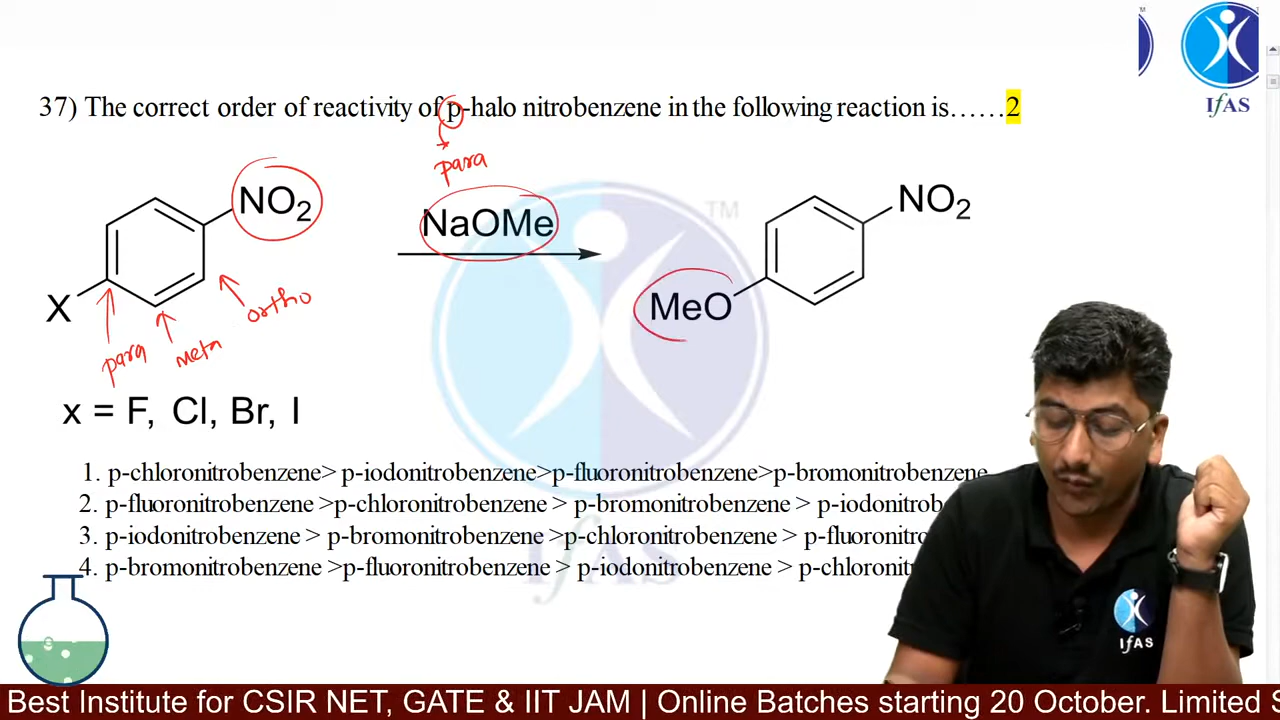 IfAS
37) The correct order of reactivity of p-halo nitrobenzene in the following reaction is……2
para
NO2
NaOMe
TM
NO2
X
ortho
MeO
para
meta
x = F, Cl, Br, I
1. p-chloronitrobenzene> p-iodonitrobenzene>p-fluoronitrobenzene>p-bromonitrobenzene
2. p-fluoronitrobenzene >p-chloronitrobenzene > p-bromonitrobenzene >
3. p-iodonitrobenzene > p-bromonitrobenzene >p-chloronitrobenzene >
4. p-bromonitrobenzene >p-fluoronitrobenzene > p-iodonitrobenzene >
IfAS
IfAS
Best Institute for CSIR NET, GATE & IIT JAM | Online Batches starting 20 October. Limited S